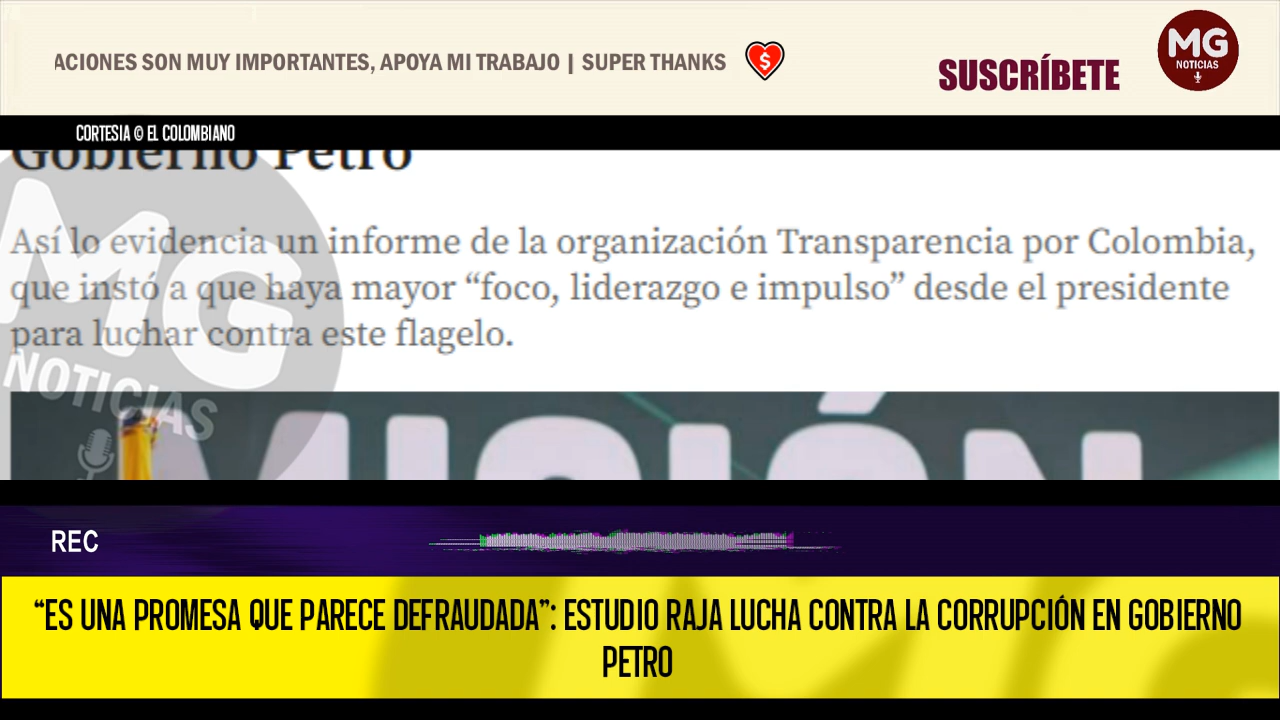 ACIONES SON MUY IMPORTANTES, APOYA MI TRABAJO | SUPER THANKS
SUSCRÍBETE
MG
NOTICIAS
CORTESIA © EL COLOMBIANO
Gobierno Petro
Así lo evidencia un informe de la organización Transparencia por Colombia,
que instó a que haya mayor “foco, liderazgo e impulso” desde el presidente
para luchar contra este flagelo.
MG
NOTICIAS
REC
“ES UNA PROMESA QUE PARECE DEFRAUDADA”: ESTUDIO RAJA LUCHA CONTRA LA CORRUPCIÓN EN GOBIERNO
PETRO